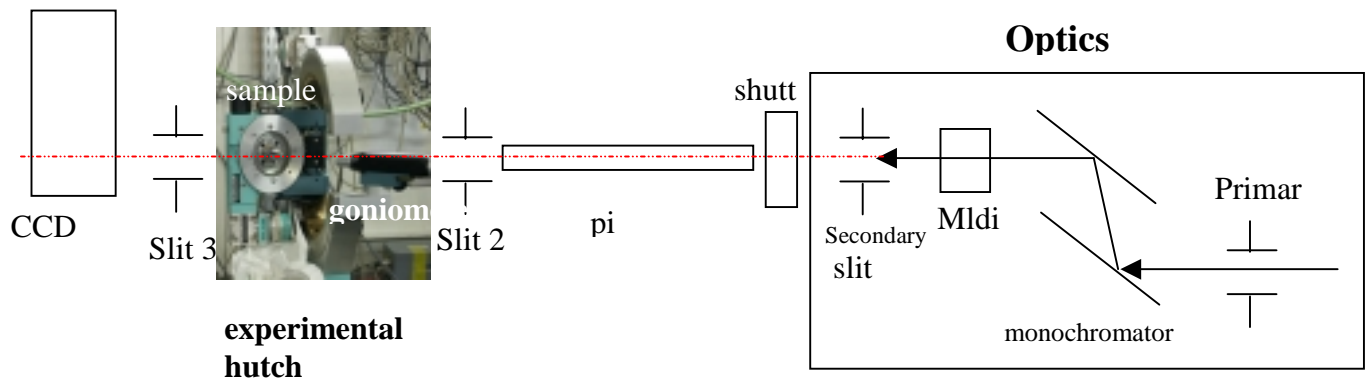 Optics
sample
shutt
goniom
CCD
Slit 3
Slit 2
pi
Mldi
Primar
Secondary
slit
monochromator
experimental
hutch